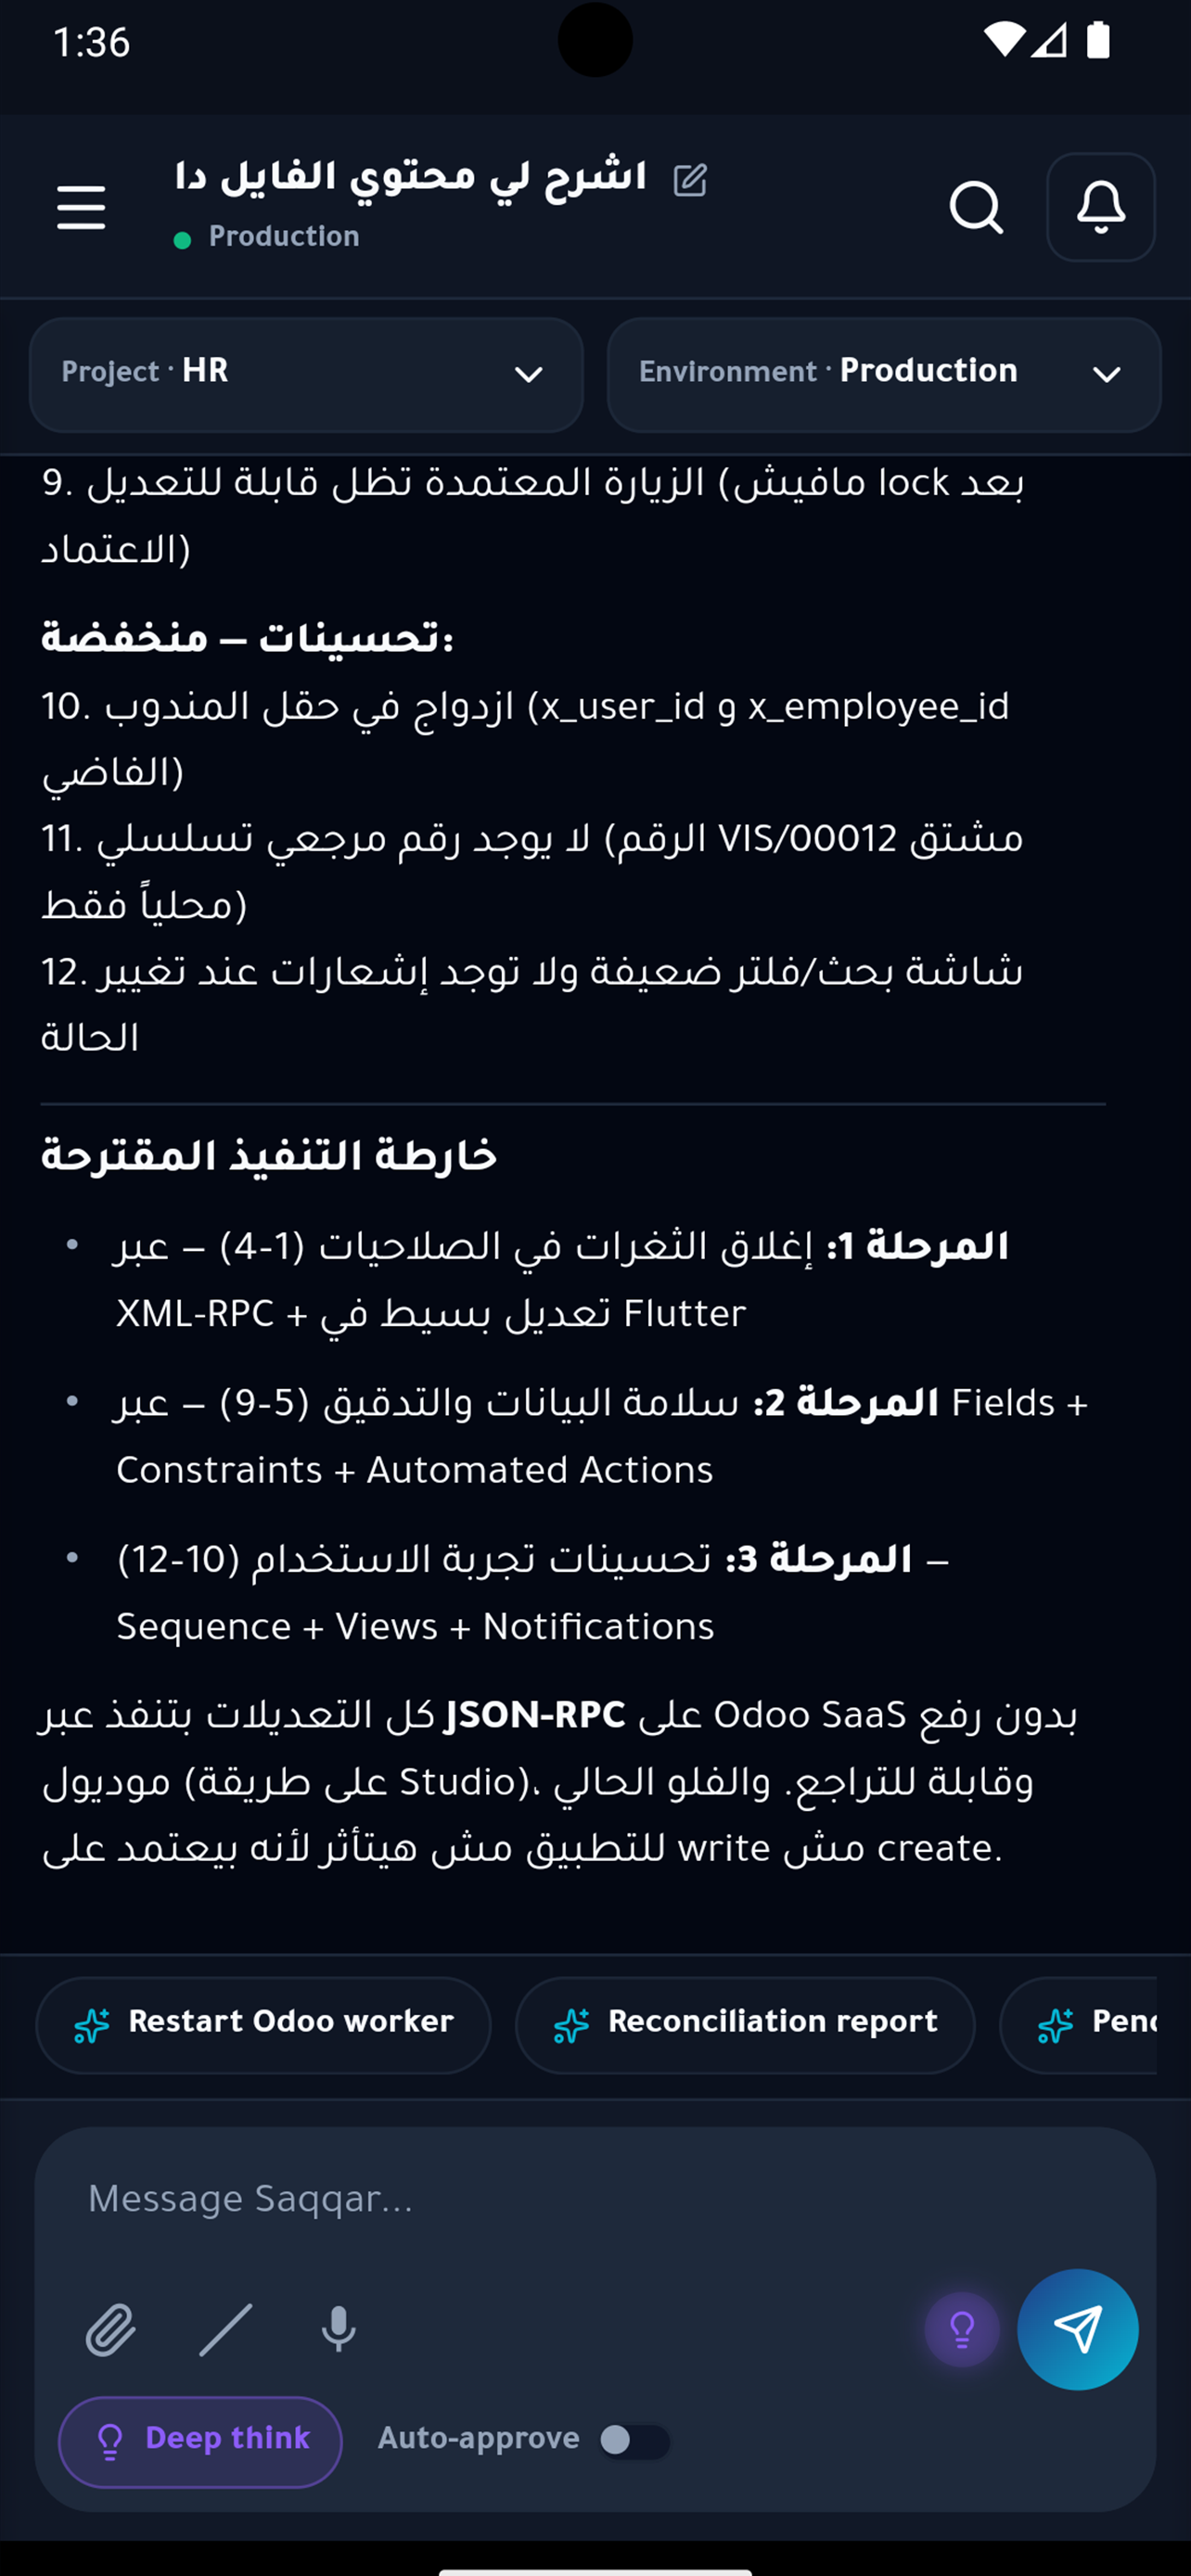 1:36
اشرح لي محتوي الفايل دا
Production
Project · HR
Environment · Production
9. الزيارة المعتمدة تظل قابلة للتعديل (مافيش lock بعد
الاعتماد)
تحسينات – منخفضة:
10. ازدواج في حقل المندوب (x_user_id و x_employee_id
الفاضي)
11. لا يوجد رقم مرجعي تسلسلي (الرقم VIS/00012 مشتق
محلياً فقط)
12. شاشة بحث/فلتر ضعيفة ولا توجد إشعارات عند تغيير
الحالة
خارطة التنفيذ المقترحة
• المرحلة 1: إغلاق الثغرات في الصلاحيات (1-4) – عبر
XML-RPC + تعديل بسيط في Flutter
• المرحلة 2: سلامة البيانات والتدقيق (5-9) – عبر Fields +
Constraints + Automated Actions
• المرحلة 3: تحسينات تجربة الاستخدام (10-12) –
Sequence + Views + Notifications
كل التعديلات بتنفذ عبر JSON-RPC على Odoo SaaS بدون رفع
موديول (على طريقة Studio)، وقابلة للتراجع. والفلو الحالي
للتطبيق مش هيتأثر لأنه بيعتمد على write مش create.
Restart Odoo worker
Reconciliation report
Pend
Message Saqqar...
Deep think
Auto-approve